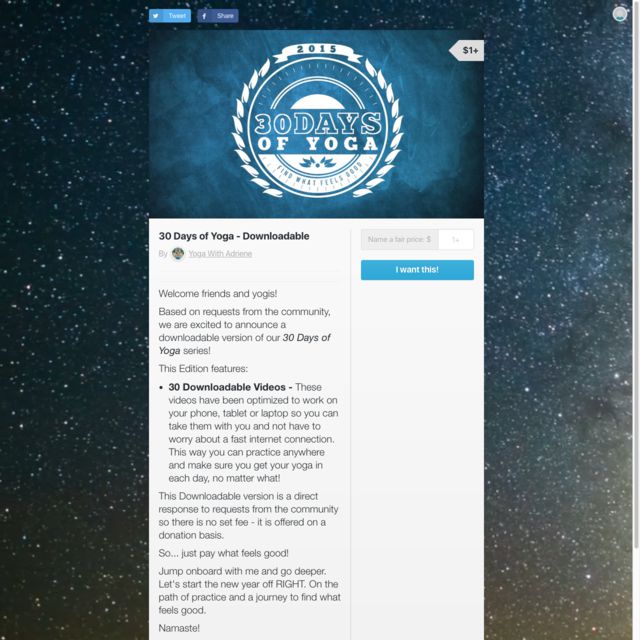 Tweet
Share
$1+
2015
30DAYS
OF YOGA
FIND WHAT FEELS GOOD
30 Days of Yoga - Downloadable
By Yoga With Adriene
Name a fair price: $
1+
I want this!
Welcome friends and yogis!
Based on requests from the community,
we are excited to announce a
downloadable version of our 30 Days of
Yoga series!
This Edition features:
• 30 Downloadable Videos - These
videos have been optimized to work on
your phone, tablet or laptop so you can
take them with you and not have to
worry about a fast internet connection.
This way you can practice anywhere
and make sure you get your yoga in
each day, no matter what!
This Downloadable version is a direct
response to requests from the community
so there is no set fee - it is offered on a
donation basis.
So... just pay what feels good!
Jump onboard with me and go deeper.
Let's start the new year off RIGHT. On the
path of practice and a journey to find what
feels good.
Namaste!